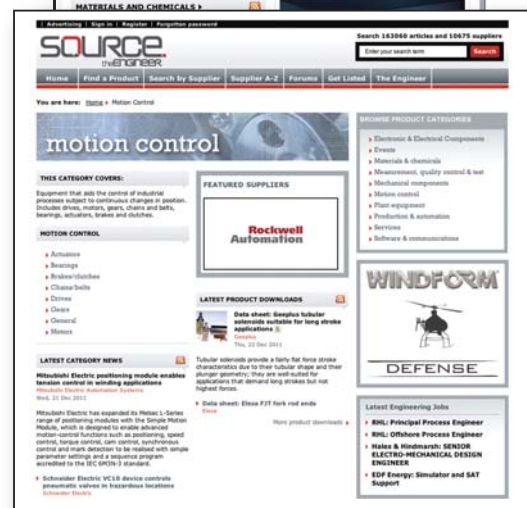 MATERIALS AND CHEMICALS
Advertising | Sign in | Register | Forgotten password
SOURCE.
theENGINEER
Search 163060 articles and 10675 suppliers
Enter your search term
Search
Home
Find a Product
Search by Supplier
Supplier A-Z
Forums
Get Listed
The Engineer
You are here: Home Motion Control
motion control
THIS CATEGORY COVERS:
Equipment that aids the control of industrial
processes subject to continuous changes in position.
Includes drives, motors, gears, chains and belts,
bearings, actuators, brakes and clutches.
MOTION CONTROL
Actuators
Bearings
Brakes/clutches
Chains/belts
Drives
Gears
General
Motors
LATEST CATEGORY NEWS
Mitsubishi Electric positioning module enables
tension control in winding applications
Mitsubishi Electric Automation Systems
Wed, 21 Dec 2011
Mitsubishi Electric has expanded its Melsec L-Series
range of positioning modules with the Simple Motion
Module, which is designed to enable advanced
motion-control functions such as positioning, speed
control, torque control, cam control, synchronous
control and mark detection to be realised with simple
parameter settings and a sequence program
accredited to the IEC 61131-3 standard.
Schneider Electric VC10 device controls
pneumatic valves in hazardous locations
Schneider Electric
FEATURED SUPPLIERS
Rockwell
Automation
LATEST PRODUCT DOWNLOADS
Data sheet: Geeplus tubular
solenoids suitable for long stroke
applications
Geeplus
Thu, 22 Dec 2011
Tubular solenoids provide a fairly flat force stroke
characteristics due to their tubular shape and their
plunger geometry; they are well-suited for
applications that demand long strokes but not
highest forces.
Data sheet: Elesa FJT fork rod ends
Elesa
More product downloads
BROWSE PRODUCT CATEGORIES
Electronic & Electrical Components
Events
Materials & chemicals
Measurement, quality control & test
Mechanical components
Motion control
Plant equipment
Production & automation
Services
Software & communications
WINDFORM
DEFENSE
Latest Engineering Jobs
RHL: Principal Process Engineer
RHL: Offshore Process Engineer
Hales & Hindmarsh: SENIOR
ELECTRO-MECHANICAL DESIGN
ENGINEER
EDF Energy: Simulator and SAT
Support